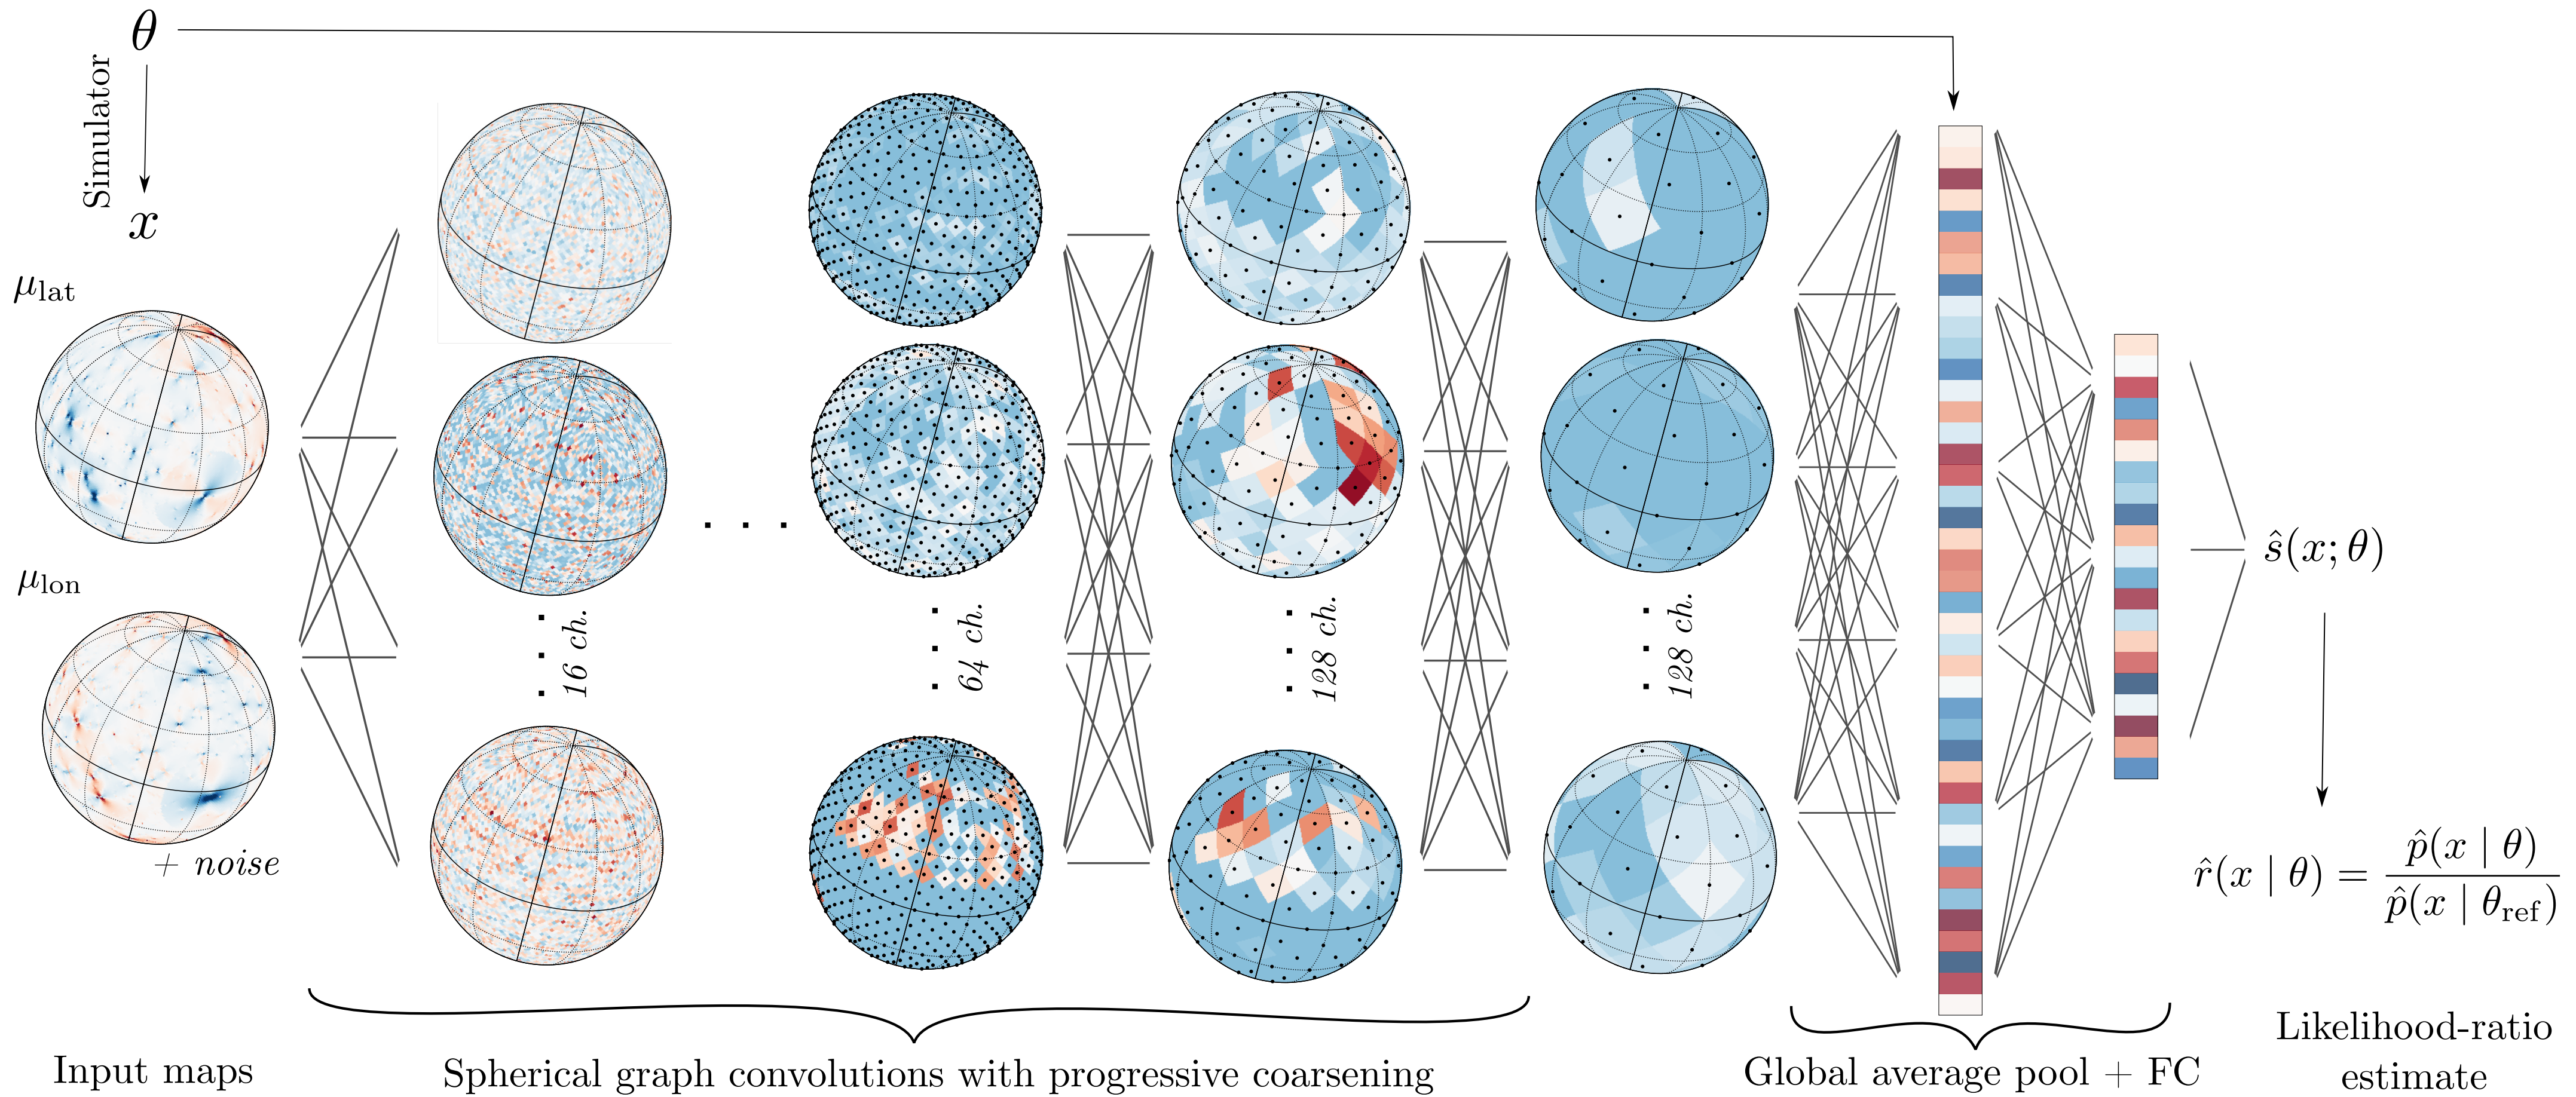 θ
Simulator
x
μ_lat
μ_lon
+ noise
. . .
16 ch.
64 ch.
128 ch.
128 ch.
ŝ(x; θ)
r̂(x | θ) = p̂(x | θ) / p̂(x | θ_ref)
Input maps
Spherical graph convolutions with progressive coarsening
Global average pool + FC
Likelihood-ratio
estimate